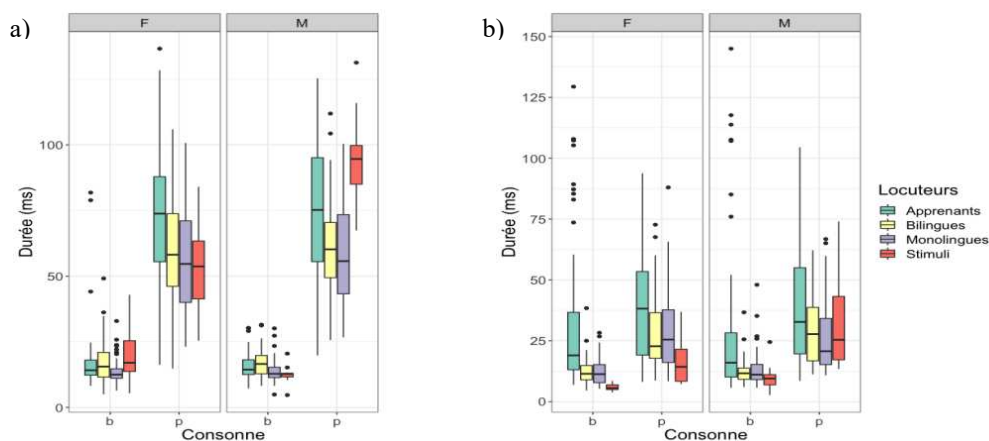 a)
F M
Durée (ms)
100
50
0
b p b p
Consonne
b)
F M
Durée (ms)
150
125
100
75
50
25
0
b p b p
Consonne
Locuteurs
Apprenants
Bilingues
Monolingues
Stimuli